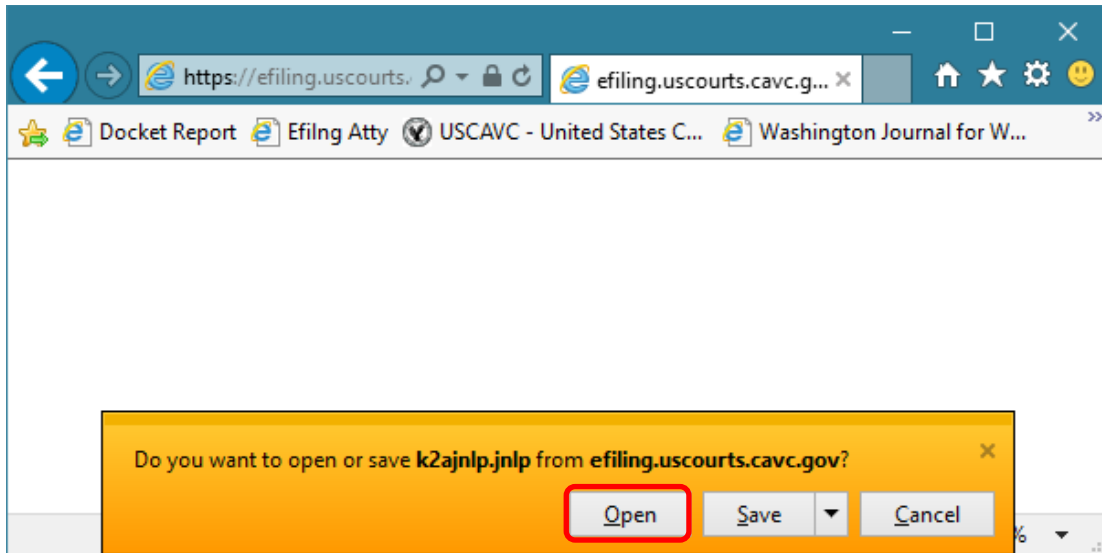 https://efiling.uscourts. efiling.uscourts.cavc.g...
Docket Report Efilng Atty USCAVC - United States C... Washington Journal for W...
Do you want to open or save k2ajnlp.jnlp from efiling.uscourts.cavc.gov?
Open Save Cancel
%